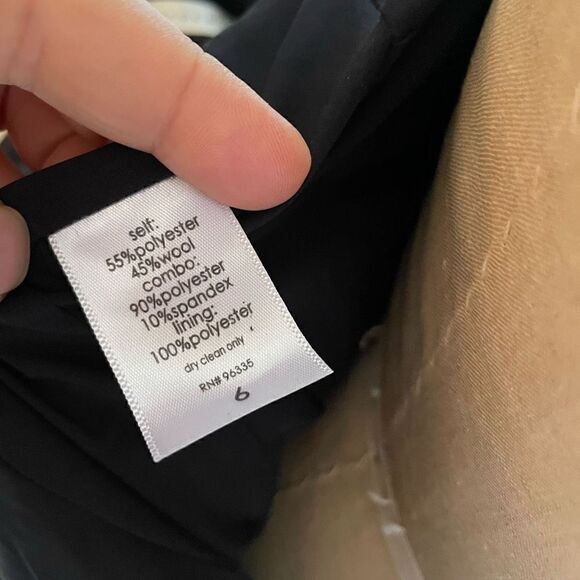 self:
55%polyester
45%wool
combo:
90%polyester
10%spandex
lining:
100%polyester
dry clean only
RN# 96335
6